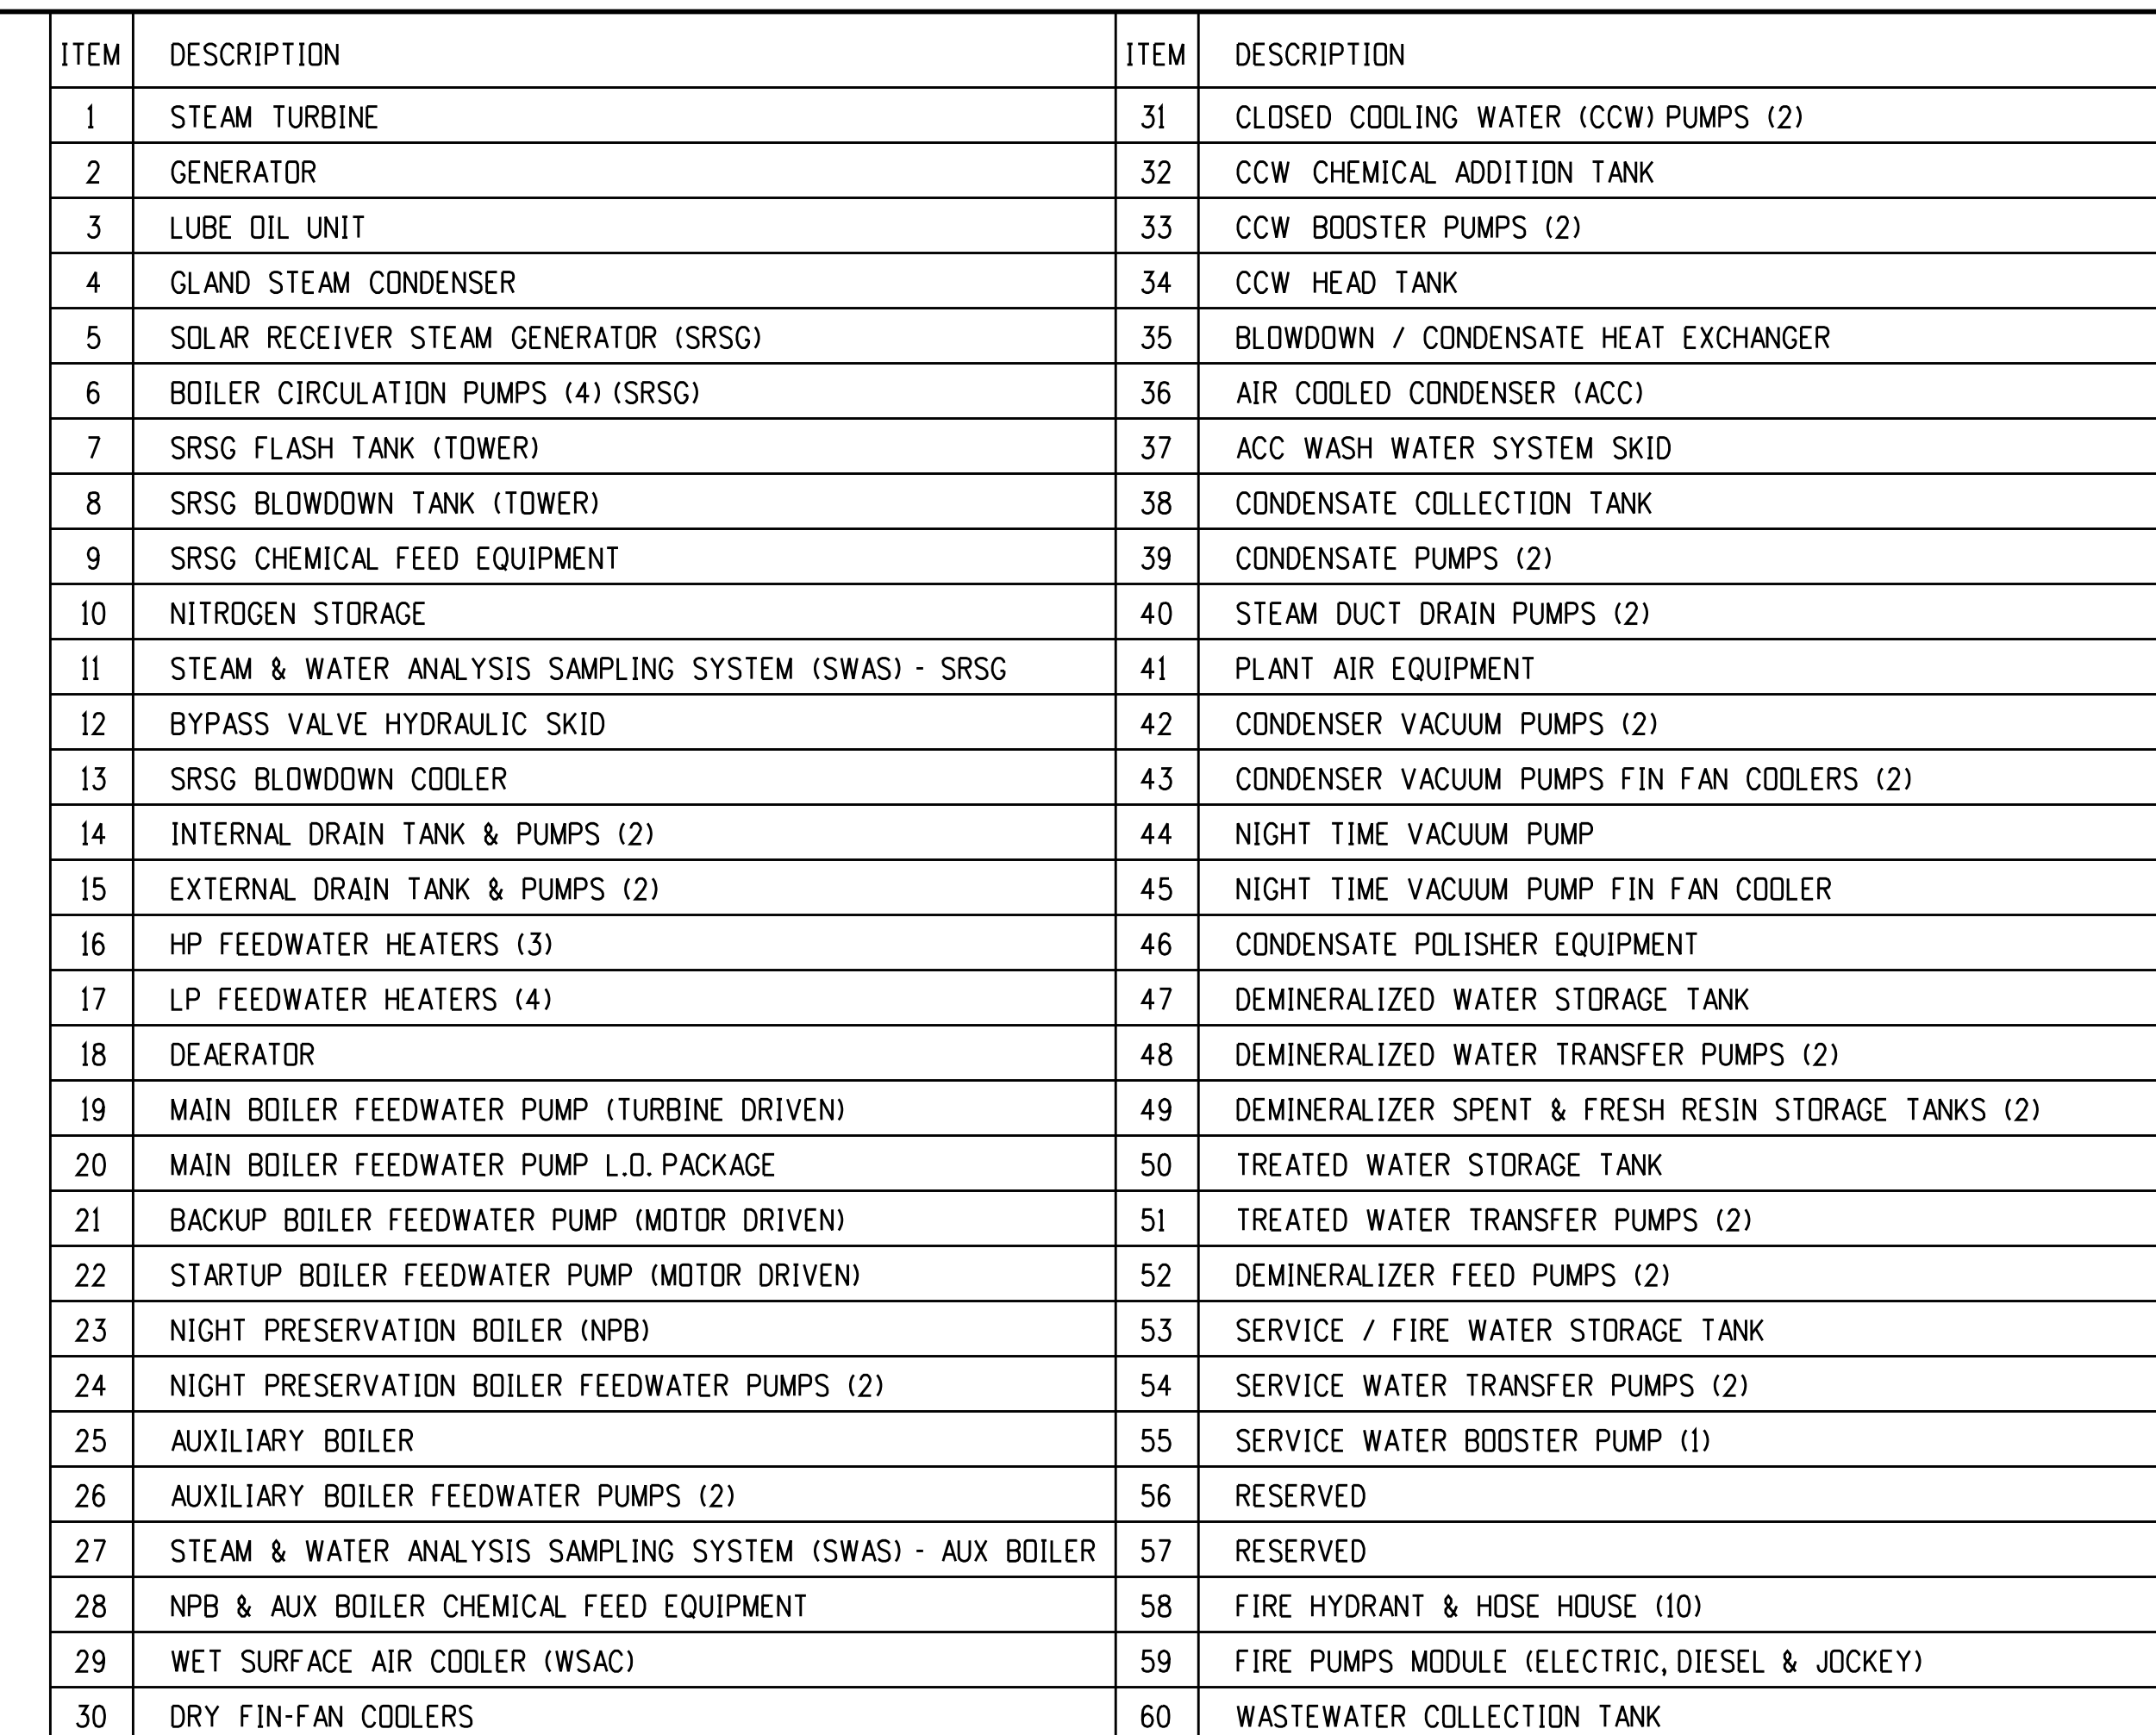 ITEM DESCRIPTION ITEM DESCRIPTION
1 STEAM TURBINE 31 CLOSED COOLING WATER (CCW) PUMPS (2)
2 GENERATOR 32 CCW CHEMICAL ADDITION TANK
3 LUBE OIL UNIT 33 CCW BOOSTER PUMPS (2)
4 GLAND STEAM CONDENSER 34 CCW HEAD TANK
5 SOLAR RECEIVER STEAM GENERATOR (SRSG) 35 BLOWDOWN / CONDENSATE HEAT EXCHANGER
6 BOILER CIRCULATION PUMPS (4) (SRSG) 36 AIR COOLED CONDENSER (ACC)
7 SRSG FLASH TANK (TOWER) 37 ACC WASH WATER SYSTEM SKID
8 SRSG BLOWDOWN TANK (TOWER) 38 CONDENSATE COLLECTION TANK
9 SRSG CHEMICAL FEED EQUIPMENT 39 CONDENSATE PUMPS (2)
10 NITROGEN STORAGE 40 STEAM DUCT DRAIN PUMPS (2)
11 STEAM & WATER ANALYSIS SAMPLING SYSTEM (SWAS) - SRSG 41 PLANT AIR EQUIPMENT
12 BYPASS VALVE HYDRAULIC SKID 42 CONDENSER VACUUM PUMPS (2)
13 SRSG BLOWDOWN COOLER 43 CONDENSER VACUUM PUMPS FIN FAN COOLERS (2)
14 INTERNAL DRAIN TANK & PUMPS (2) 44 NIGHT TIME VACUUM PUMP
15 EXTERNAL DRAIN TANK & PUMPS (2) 45 NIGHT TIME VACUUM PUMP FIN FAN COOLER
16 HP FEEDWATER HEATERS (3) 46 CONDENSATE POLISHER EQUIPMENT
17 LP FEEDWATER HEATERS (4) 47 DEMINERALIZED WATER STORAGE TANK
18 DEAERATOR 48 DEMINERALIZED WATER TRANSFER PUMPS (2)
19 MAIN BOILER FEEDWATER PUMP (TURBINE DRIVEN) 49 DEMINERALIZER SPENT & FRESH RESIN STORAGE TANKS (2)
20 MAIN BOILER FEEDWATER PUMP L.O. PACKAGE 50 TREATED WATER STORAGE TANK
21 BACKUP BOILER FEEDWATER PUMP (MOTOR DRIVEN) 51 TREATED WATER TRANSFER PUMPS (2)
22 STARTUP BOILER FEEDWATER PUMP (MOTOR DRIVEN) 52 DEMINERALIZER FEED PUMPS (2)
23 NIGHT PRESERVATION BOILER (NPB) 53 SERVICE / FIRE WATER STORAGE TANK
24 NIGHT PRESERVATION BOILER FEEDWATER PUMPS (2) 54 SERVICE WATER TRANSFER PUMPS (2)
25 AUXILIARY BOILER 55 SERVICE WATER BOOSTER PUMP (1)
26 AUXILIARY BOILER FEEDWATER PUMPS (2) 56 RESERVED
27 STEAM & WATER ANALYSIS SAMPLING SYSTEM (SWAS) - AUX BOILER 57 RESERVED
28 NPB & AUX BOILER CHEMICAL FEED EQUIPMENT 58 FIRE HYDRANT & HOSE HOUSE (10)
29 WET SURFACE AIR COOLER (WSAC) 59 FIRE PUMPS MODULE (ELECTRIC, DIESEL & JOCKEY)
30 DRY FIN-FAN COOLERS 60 WASTEWATER COLLECTION TANK